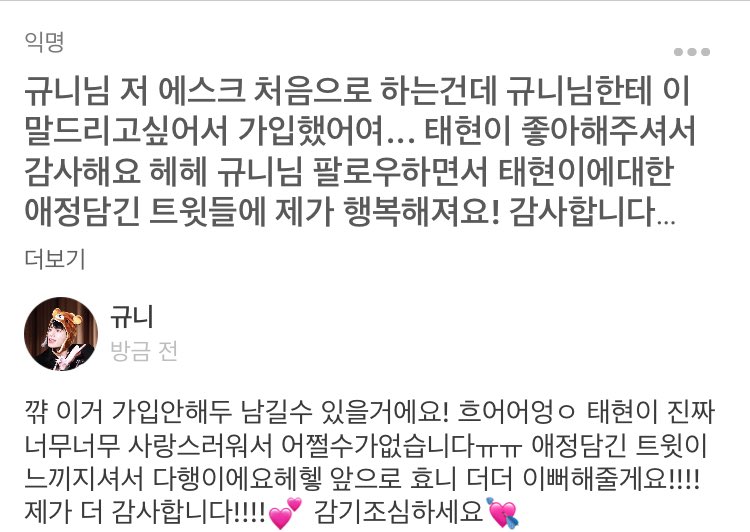 익명
규니님 저 에스크 처음으로 하는건데 규니님한테 이
말드리고싶어서 가입했어여... 태현이 좋아해주셔서
감사해요 헤헤 규니님 팔로우하면서 태현이에대한
애정담긴 트윗들에 제가 행복해져요! 감사합니다...
더보기
규니
방금 전
꺆 이거 가입안해두 남길수 있을거에요! 흐어어엉ㅇ 태현이 진짜
너무너무 사랑스러워서 어쩔수가없습니다ㅠㅠ 애정담긴 트윗이
느끼지셔서 다행이에요헤헿 앞으로 효니 더더 이뻐해줄게요!!!!
제가 더 감사합니다!!!!💕 감기조심하세요💘